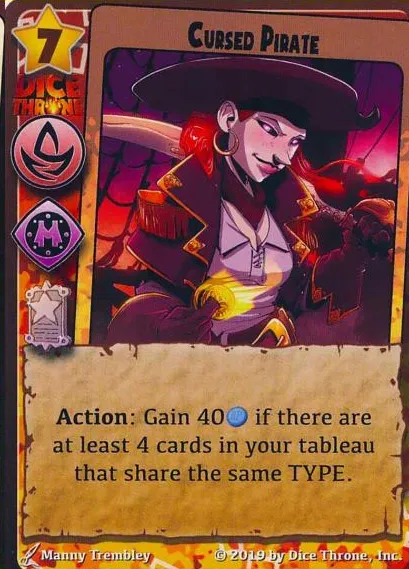 7
CURSED PIRATE
DICE
THRONE
M
Action: Gain 40 if there are
at least 4 cards in your tableau
that share the same TYPE.
Manny Trembley
© 2019 by Dice Throne, Inc.